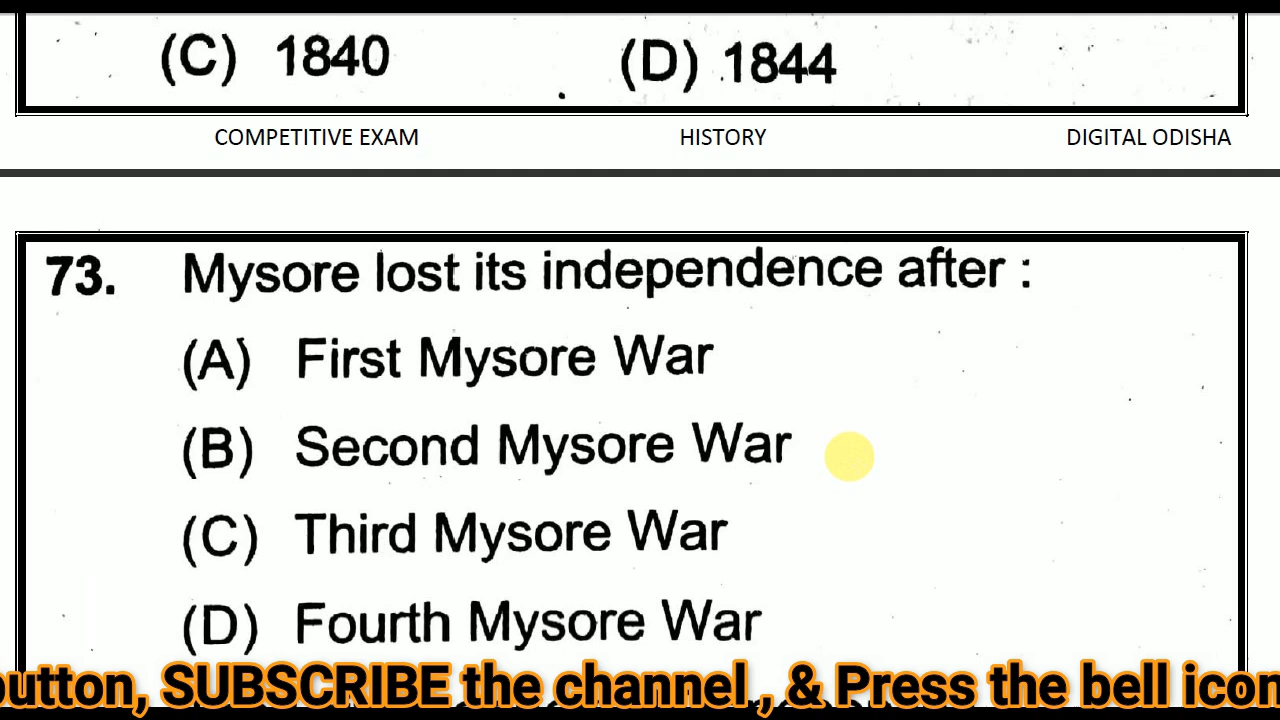 (C) 1840 (D) 1844
COMPETITIVE EXAM HISTORY DIGITAL ODISHA
73. Mysore lost its independence after :
(A) First Mysore War
(B) Second Mysore War
(C) Third Mysore War
(D) Fourth Mysore War
button, SUBSCRIBE the channel , & Press the bell icon